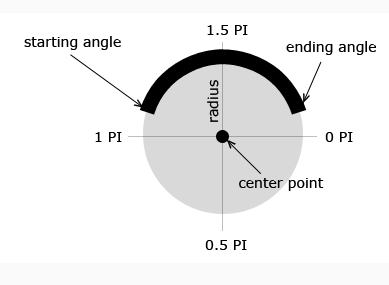 1.5 PI
starting angle
ending angle
radius
1 PI
0 PI
center point
0.5 PI